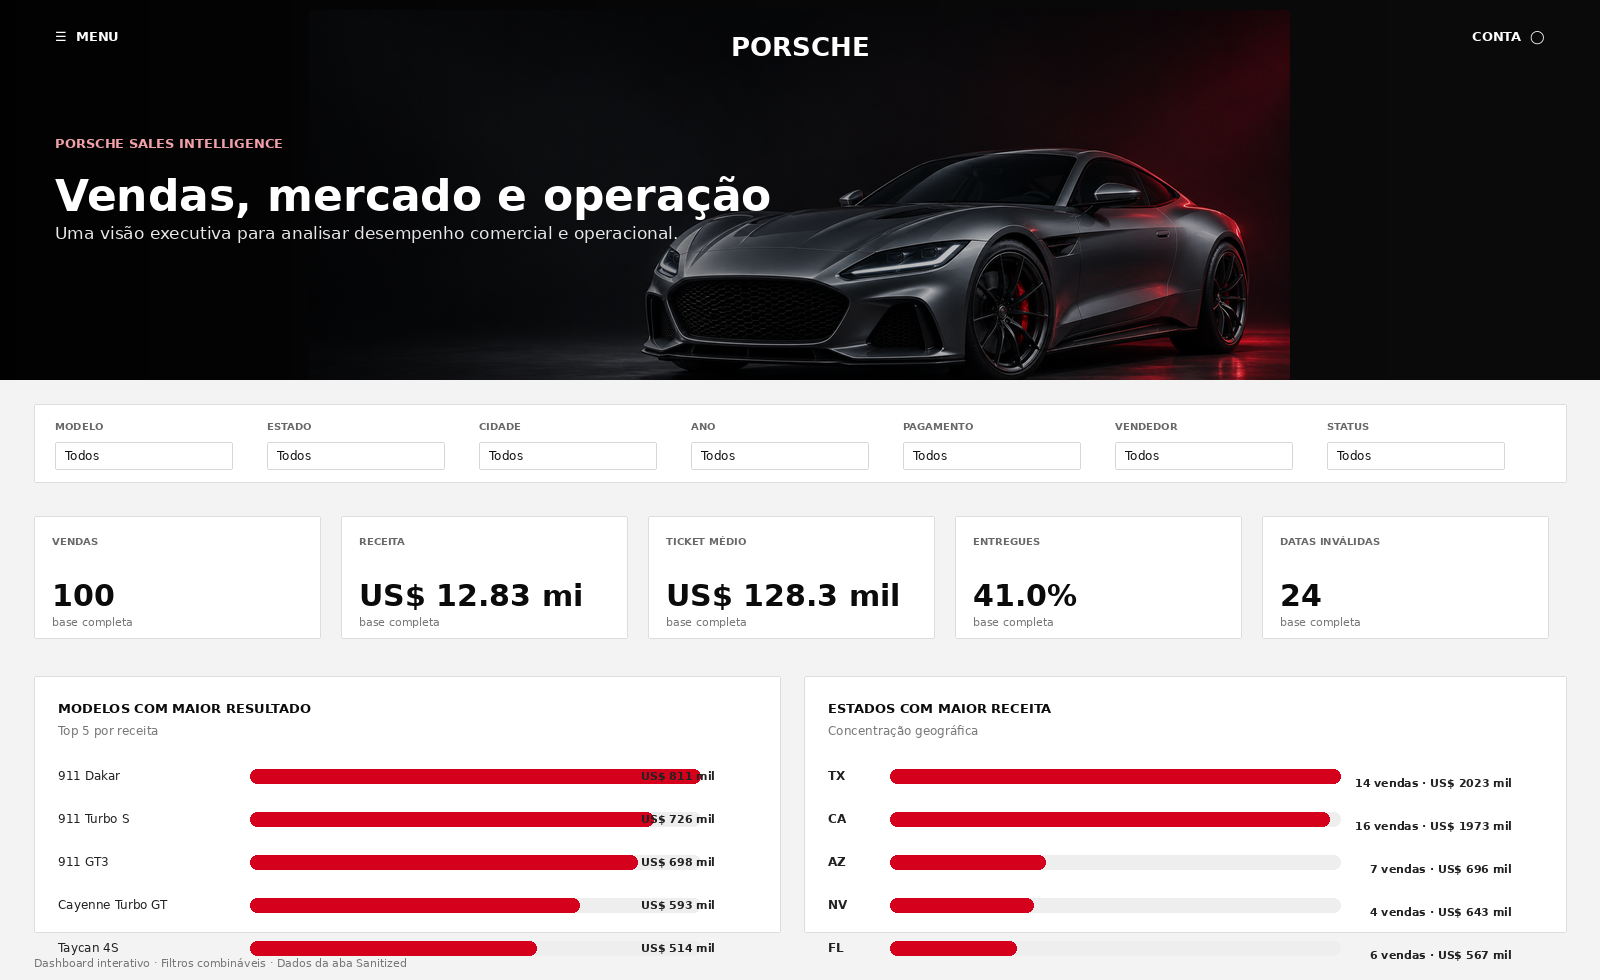 ☰ MENU
PORSCHE
CONTA
PORSCHE SALES INTELLIGENCE
Vendas, mercado e operação
Uma visão executiva para analisar desempenho comercial e operacional.
MODELO ESTADO CIDADE ANO PAGAMENTO VENDEDOR STATUS
Todos Todos Todos Todos Todos Todos Todos
VENDAS
100
base completa
RECEITA
US$ 12.83 mi
base completa
TICKET MÉDIO
US$ 128.3 mil
base completa
ENTREGUES
41.0%
base completa
DATAS INVÁLIDAS
24
base completa
MODELOS COM MAIOR RESULTADO
Top 5 por receita
911 Dakar US$ 811 mil
911 Turbo S US$ 726 mil
911 GT3 US$ 698 mil
Cayenne Turbo GT US$ 593 mil
Taycan 4S US$ 514 mil
ESTADOS COM MAIOR RECEITA
Concentração geográfica
TX 14 vendas · US$ 2023 mil
CA 16 vendas · US$ 1973 mil
AZ 7 vendas · US$ 696 mil
NV 4 vendas · US$ 643 mil
FL 6 vendas · US$ 567 mil
Dashboard interativo · Filtros combináveis · Dados da aba Sanitized